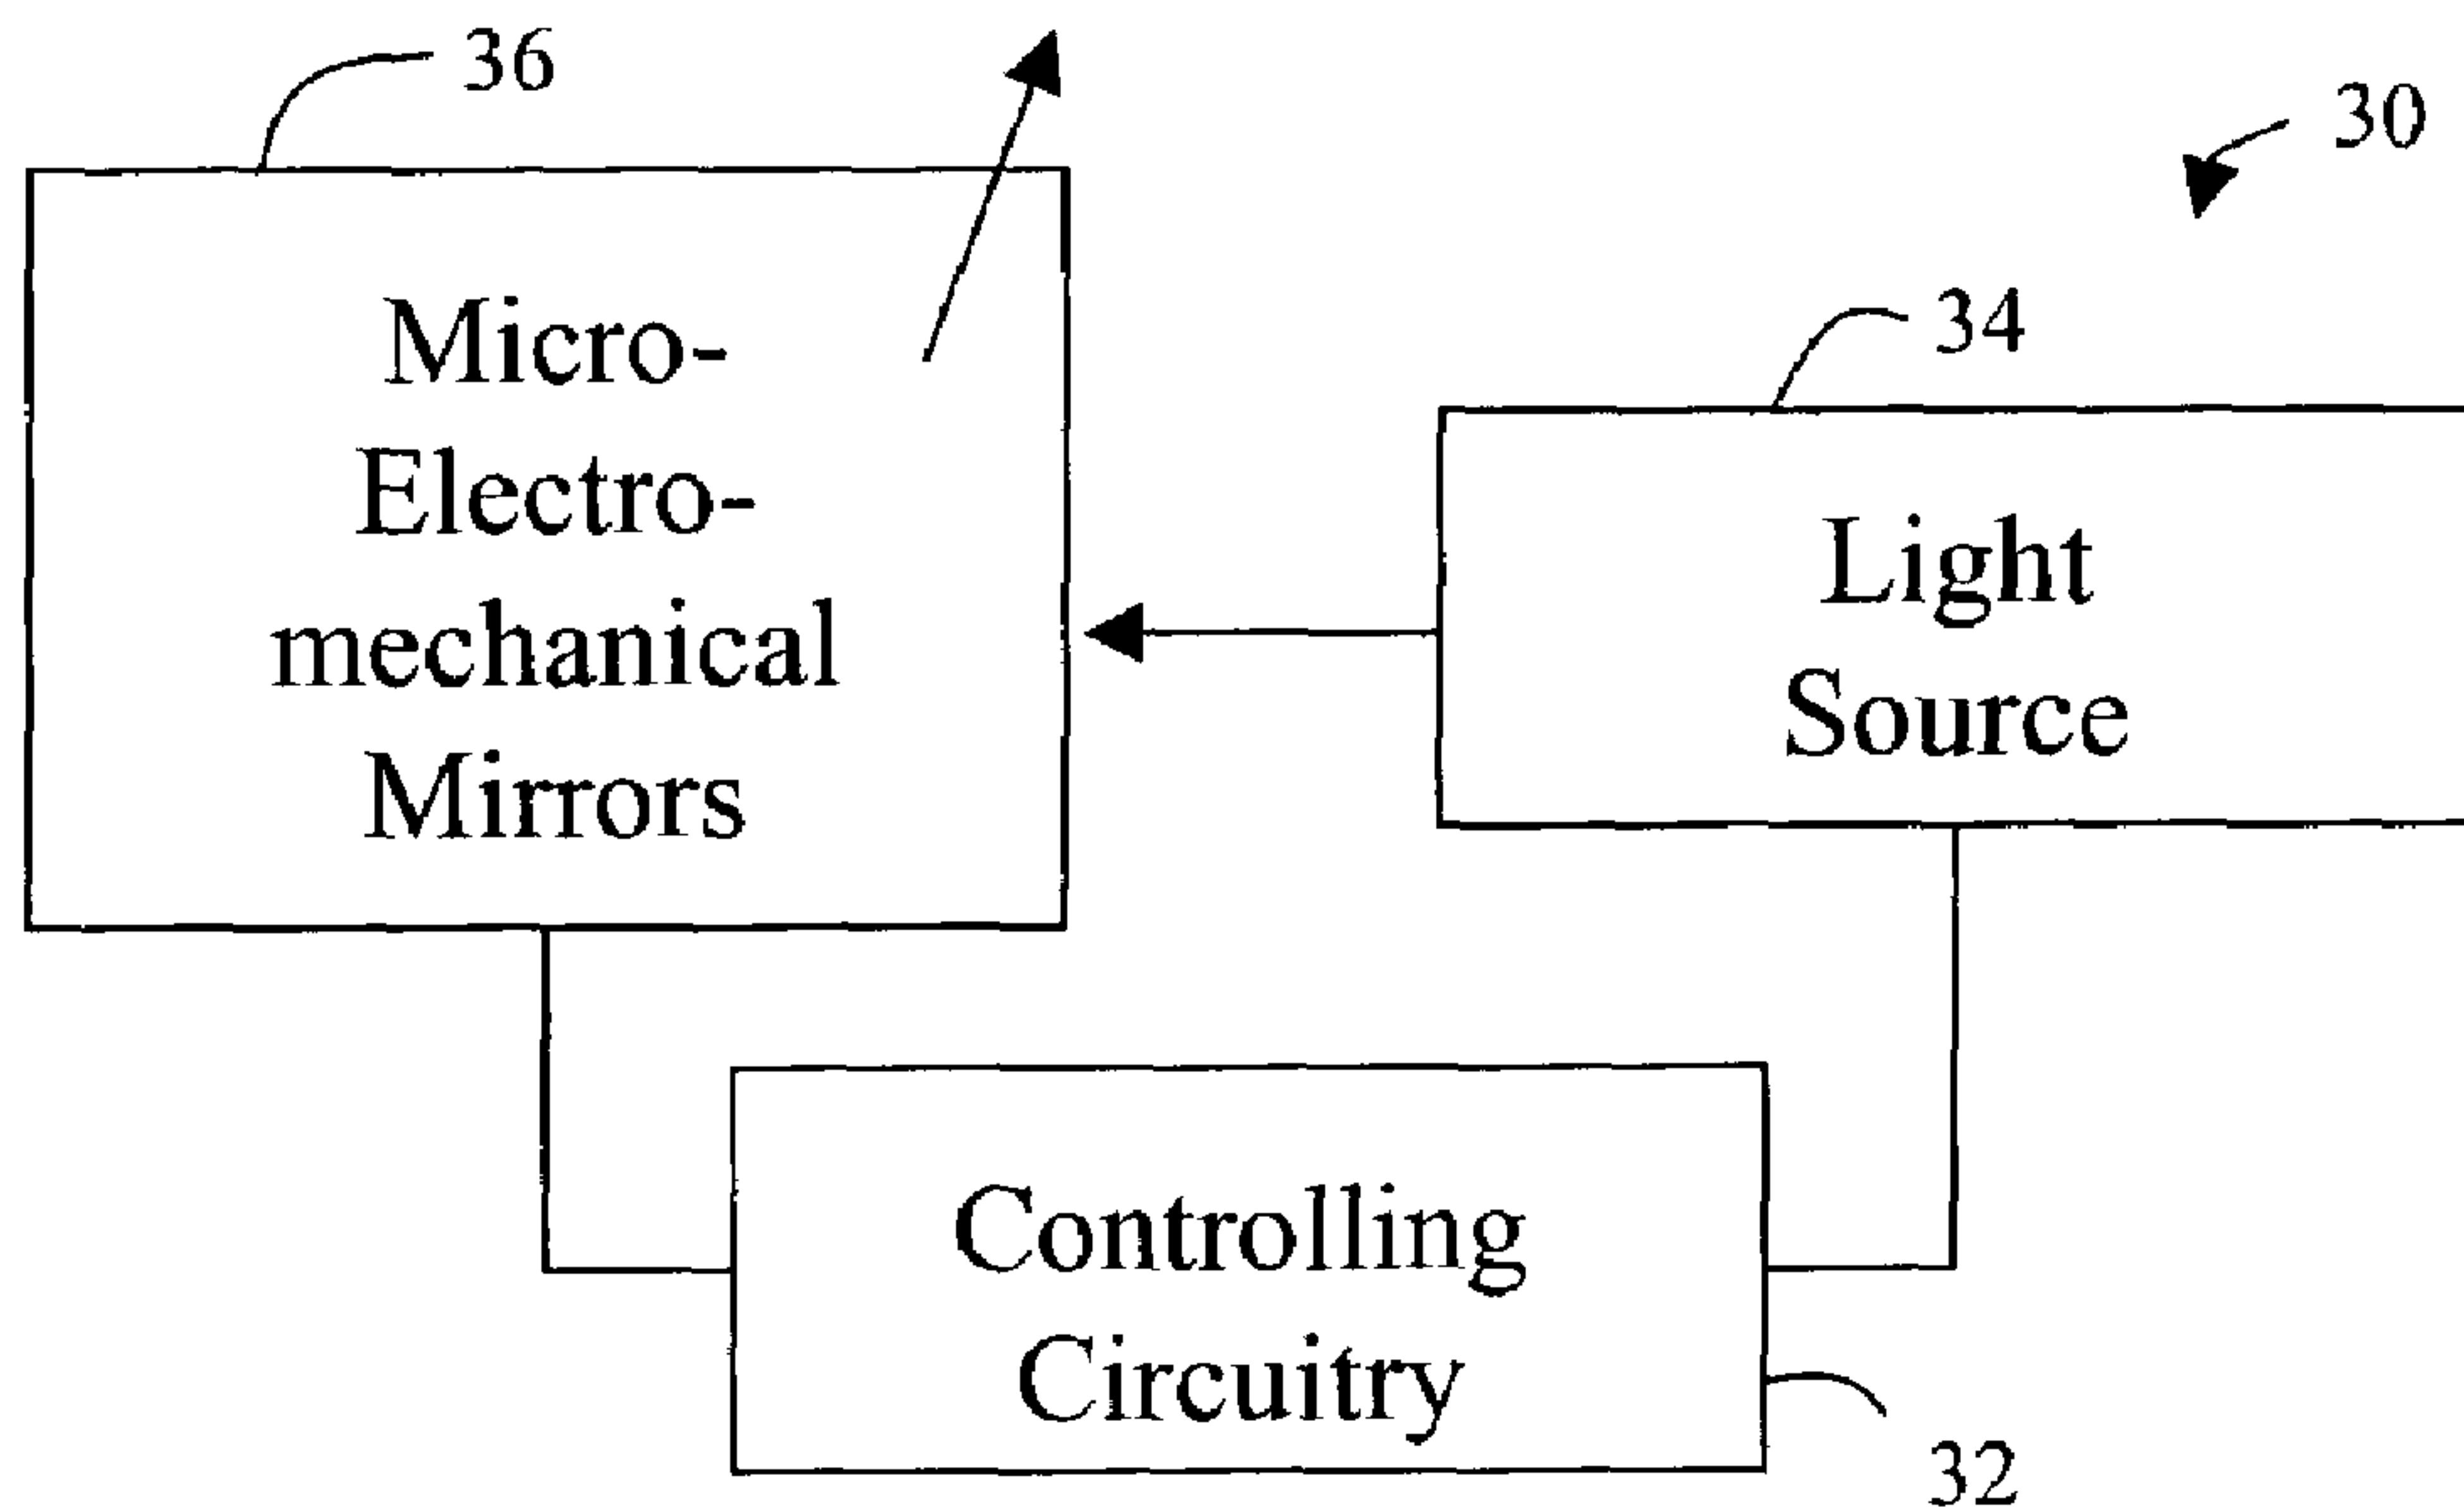 36
30
34
Micro-
Electro-
mechanical
Mirrors
Light
Source
Controlling
Circuitry
32